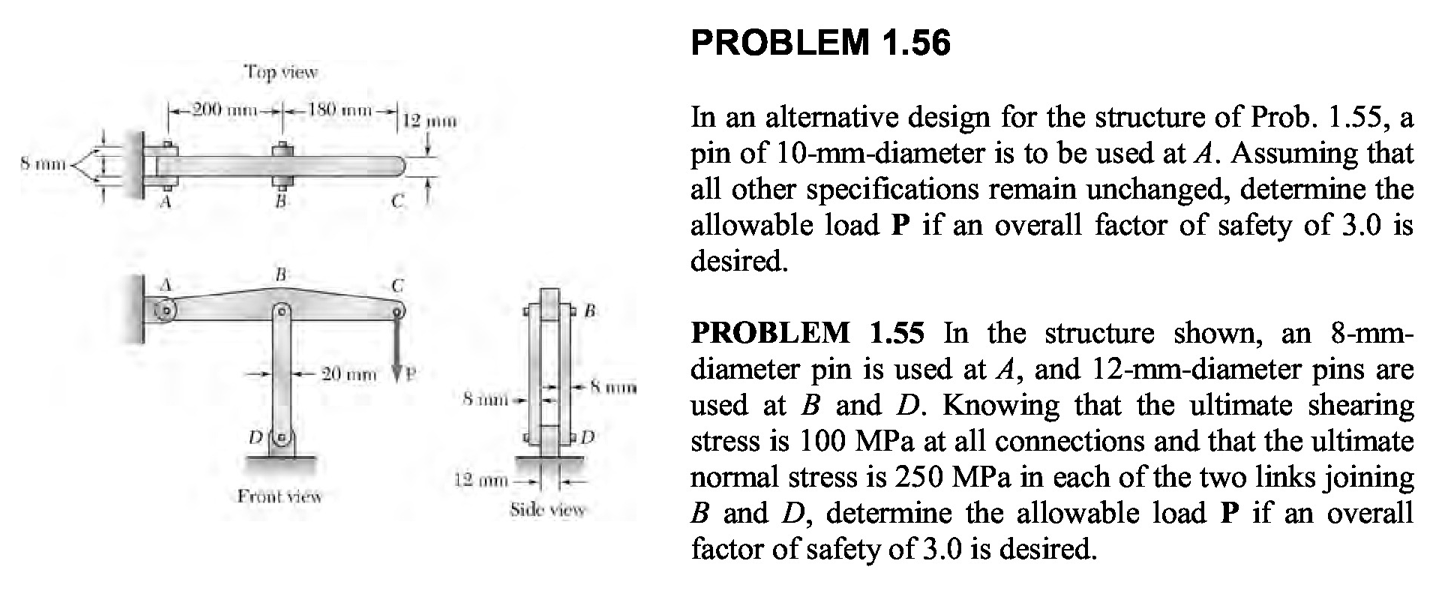 PROBLEM 1.56
Top view
200 mm
180 mm
12 mm
8 mm
A
B
C
In an alternative design for the structure of Prob. 1.55, a
pin of 10-mm-diameter is to be used at A. Assuming that
all other specifications remain unchanged, determine the
allowable load P if an overall factor of safety of 3.0 is
desired.
A
B
C
B
20 mm
P
8 mm
8 mm
D
D
12 mm
Front view
Side view
PROBLEM 1.55 In the structure shown, an 8-mm-
diameter pin is used at A, and 12-mm-diameter pins are
used at B and D. Knowing that the ultimate shearing
stress is 100 MPa at all connections and that the ultimate
normal stress is 250 MPa in each of the two links joining
B and D, determine the allowable load P if an overall
factor of safety of 3.0 is desired.